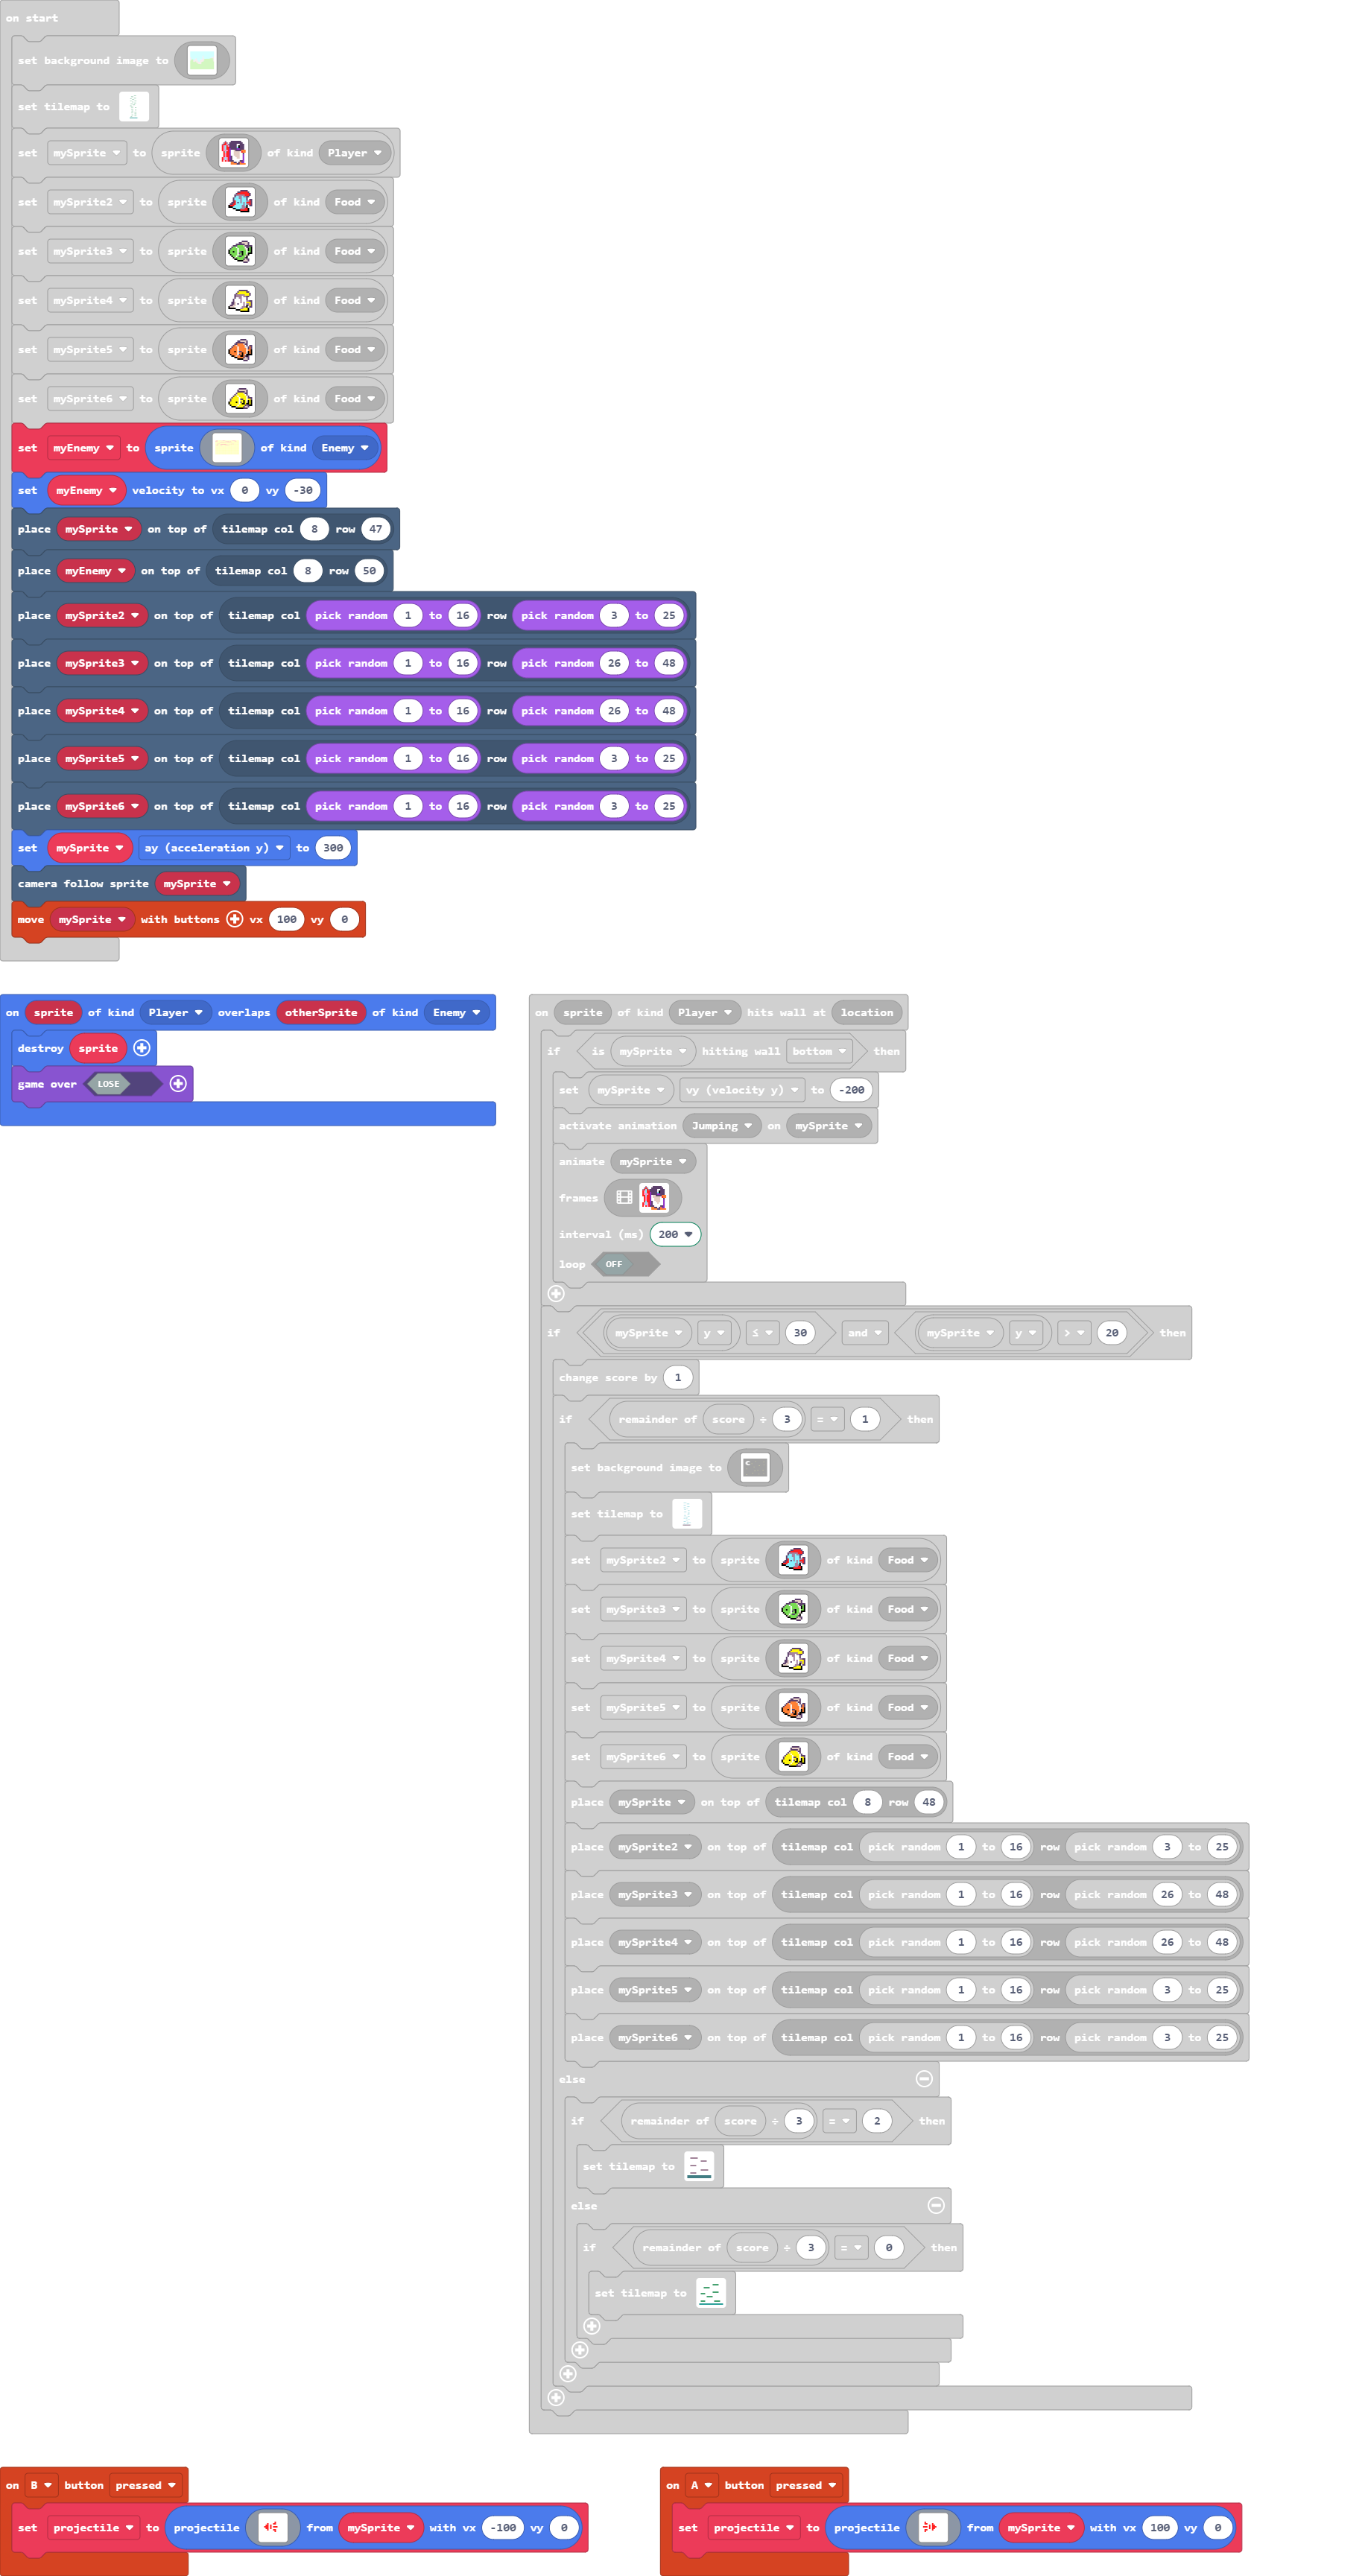 on start
set background image to
set tilemap to
set mySprite to sprite of kind Player
set mySprite2 to sprite of kind Food
set mySprite3 to sprite of kind Food
set mySprite4 to sprite of kind Food
set mySprite5 to sprite of kind Food
set mySprite6 to sprite of kind Food
set myEnemy to sprite of kind Enemy
set myEnemy velocity to vx 0 vy -30
place mySprite on top of tilemap col 8 row 47
place myEnemy on top of tilemap col 8 row 50
place mySprite2 on top of tilemap col pick random 1 to 16 row pick random 3 to 25
place mySprite3 on top of tilemap col pick random 1 to 16 row pick random 26 to 48
place mySprite4 on top of tilemap col pick random 1 to 16 row pick random 26 to 48
place mySprite5 on top of tilemap col pick random 1 to 16 row pick random 3 to 25
place mySprite6 on top of tilemap col pick random 1 to 16 row pick random 3 to 25
set mySprite ay (acceleration y) to 300
camera follow sprite mySprite
move mySprite with buttons vx 100 vy 0
on sprite of kind Player overlaps otherSprite of kind Enemy
destroy sprite
game over LOSE
on sprite of kind Player hits wall at location
if is mySprite hitting wall bottom then
set mySprite vy (velocity y) to -200
activate animation Jumping on mySprite
animate mySprite
frames
interval (ms) 200
loop OFF
if mySprite y ≤ 30 and mySprite y > 20 then
change score by 1
if remainder of score ÷ 3 = 1 then
set background image to
set tilemap to
set mySprite2 to sprite of kind Food
set mySprite3 to sprite of kind Food
set mySprite4 to sprite of kind Food
set mySprite5 to sprite of kind Food
set mySprite6 to sprite of kind Food
place mySprite on top of tilemap col 8 row 48
place mySprite2 on top of tilemap col pick random 1 to 16 row pick random 3 to 25
place mySprite3 on top of tilemap col pick random 1 to 16 row pick random 26 to 48
place mySprite4 on top of tilemap col pick random 1 to 16 row pick random 26 to 48
place mySprite5 on top of tilemap col pick random 1 to 16 row pick random 3 to 25
place mySprite6 on top of tilemap col pick random 1 to 16 row pick random 3 to 25
else
if remainder of score ÷ 3 = 2 then
set tilemap to
else
if remainder of score ÷ 3 = 0 then
set tilemap to
on B button pressed
set projectile to projectile from mySprite with vx -100 vy 0
on A button pressed
set projectile to projectile from mySprite with vx 100 vy 0